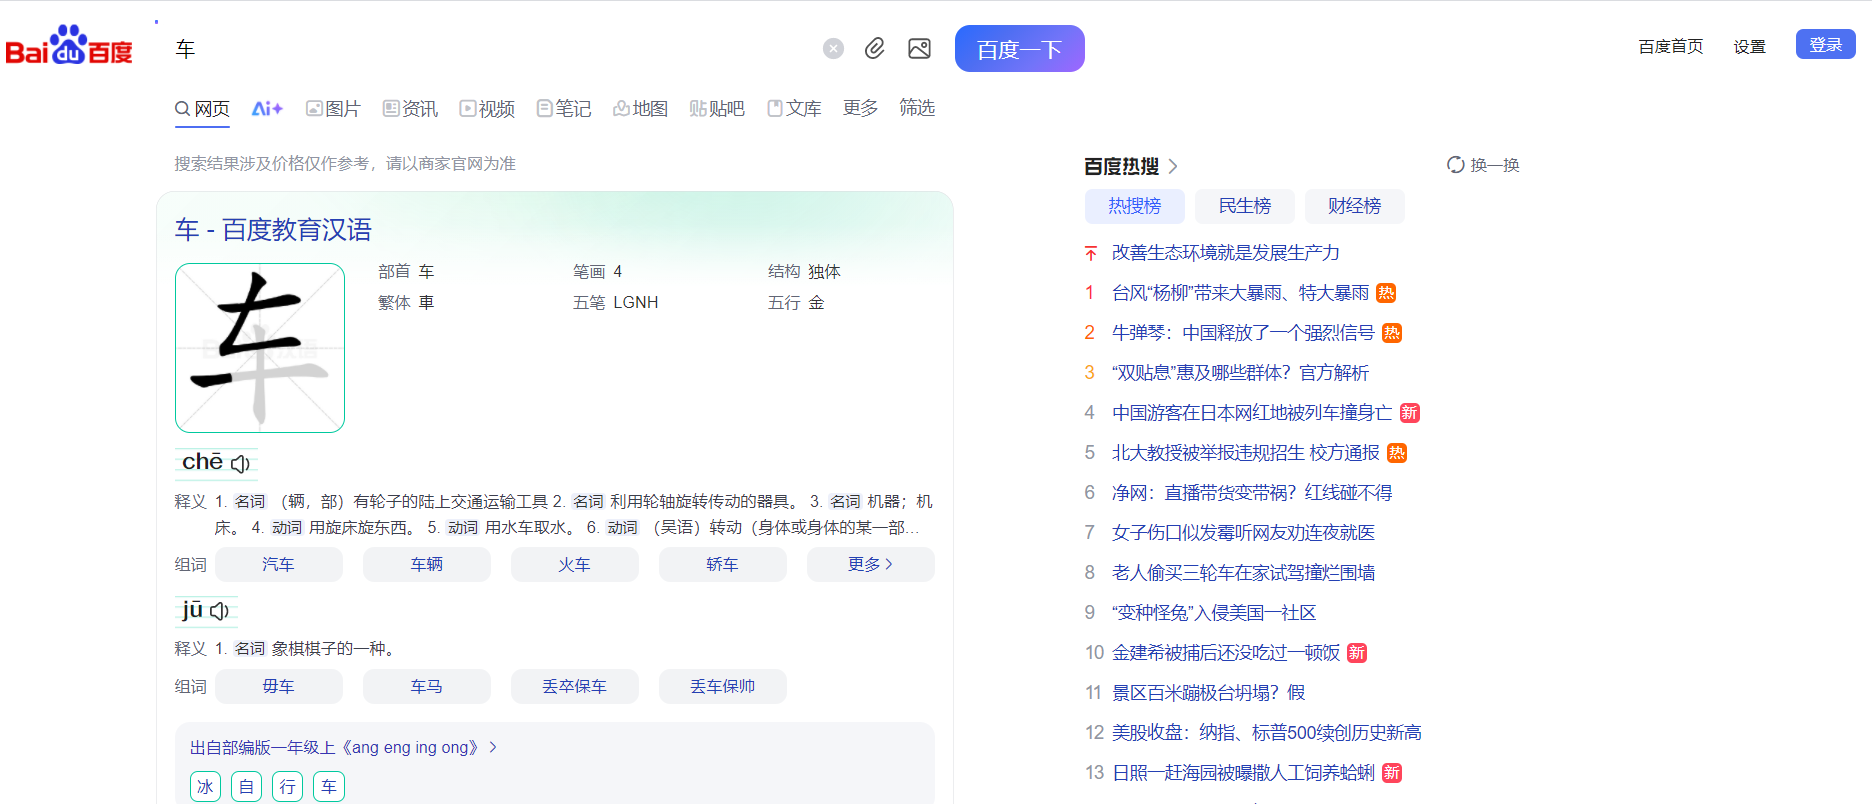 Bai du 百度
车
百度一下
百度首页 设置 登录
网页 Ai+ 图片 资讯 视频 笔记 地图 贴吧 文库 更多 筛选
搜索结果涉及价格仅作参考，请以商家官网为准
车 - 百度教育汉语
部首 车 笔画 4 结构 独体
繁体 車 五笔 LGNH 五行 金
车
chē
释义 1. 名词 （辆，部）有轮子的陆上交通运输工具 2. 名词 利用轮轴旋转传动的器具。 3. 名词 机器；机
床。 4. 动词 用旋床旋东西。 5. 动词 用水车取水。 6. 动词 （吴语）转动（身体或身体的某一部...
组词 汽车 车辆 火车 轿车 更多 >
jū
释义 1. 名词 象棋棋子的一种。
组词 毋车 车马 丢卒保车 丢车保帅
出自部编版一年级上《ang eng ing ong》 >
冰 自 行 车
百度热搜 > 换一换
热搜榜 民生榜 财经榜
改善生态环境就是发展生产力
1 台风“杨柳”带来大暴雨、特大暴雨 热
2 牛弹琴：中国释放了一个强烈信号 热
3 “双贴息”惠及哪些群体？官方解析
4 中国游客在日本网红地被列车撞身亡 新
5 北大教授被举报违规招生 校方通报 热
6 净网：直播带货变带祸？红线碰不得
7 女子伤口似发霉听网友劝连夜就医
8 老人偷买三轮车在家试驾撞烂围墙
9 “变种怪兔”入侵美国一社区
10 金建希被捕后还没吃过一顿饭 新
11 景区百米蹦极台坍塌？假
12 美股收盘：纳指、标普500续创历史新高
13 日照一赶海园被曝撒人工饲养蛤蜊 新